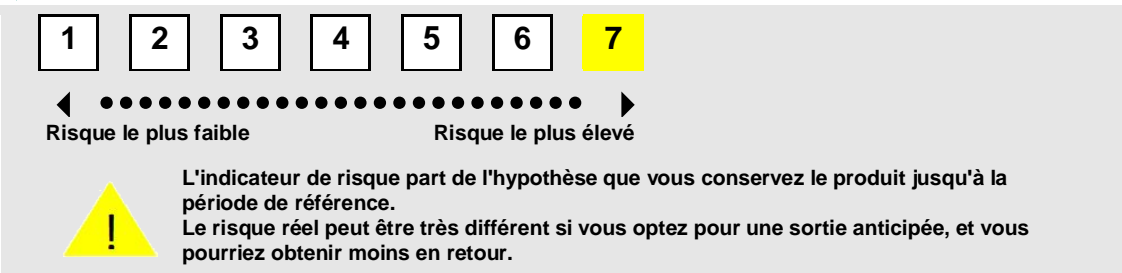 1 2 3 4 5 6 7
Risque le plus faible Risque le plus élevé
L'indicateur de risque part de l'hypothèse que vous conservez le produit jusqu'à la
période de référence.
Le risque réel peut être très différent si vous optez pour une sortie anticipée, et vous
pourriez obtenir moins en retour.
!